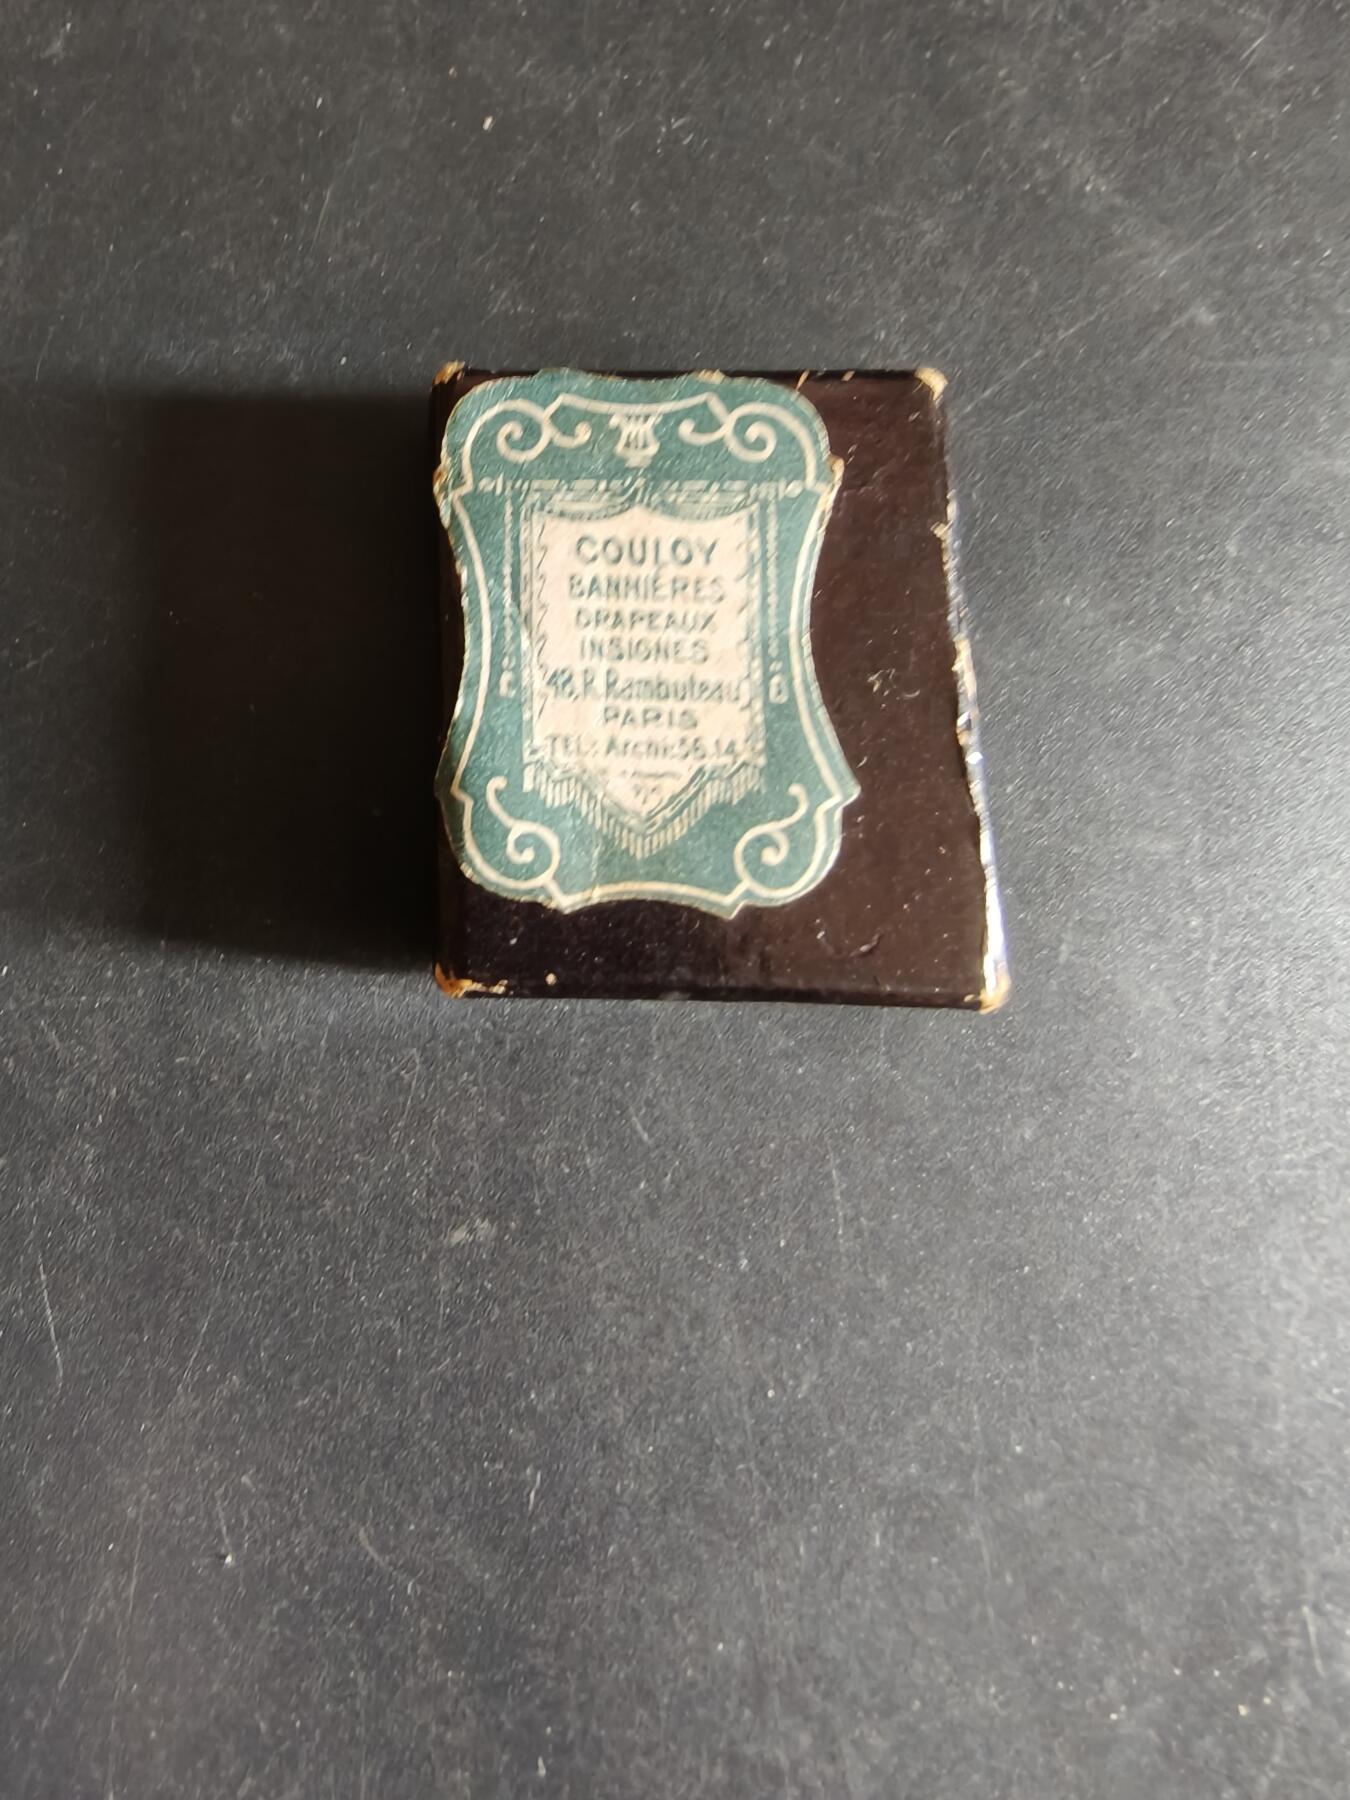 COULOY
BANNIÈRES
DRAPEAUX
INSIGNES
48, R. Rambuteau
PARIS
TEL: Archi:56.14